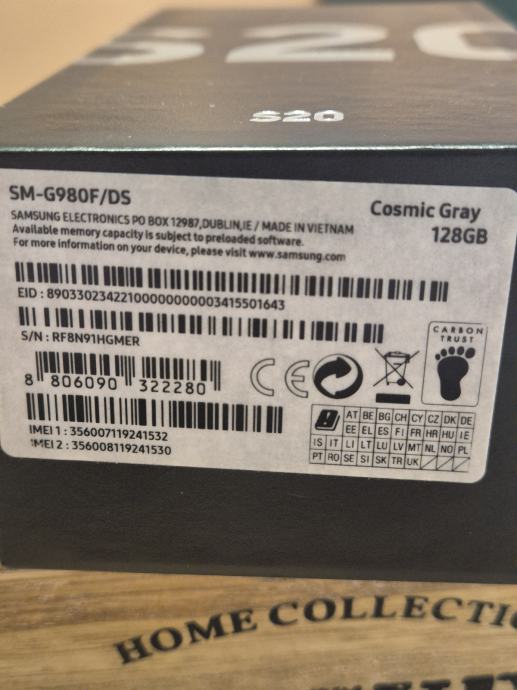 S20
S20
SM-G980F/DS
Cosmic Gray
128GB
SAMSUNG ELECTRONICS PO BOX 12987,DUBLIN,IE / MADE IN VIETNAM
Available memory capacity is subject to preloaded software.
For more information on your device, please visit www.samsung.com
EID : 89033023422100000000003415501643
S/N : RF8N91HGMER
CARBON
TRUST
8 806090 322280
CE
IMEI 1 : 356007119241532
IMEI 2 : 356008119241530
AT BE BG CH CY CZ DK DE
EE EL ES FI FR HR HU IE
IS IT LI LT LU LV MT NL NO PL
PT RO SE SI SK TR UK
HOME COLLECTIO